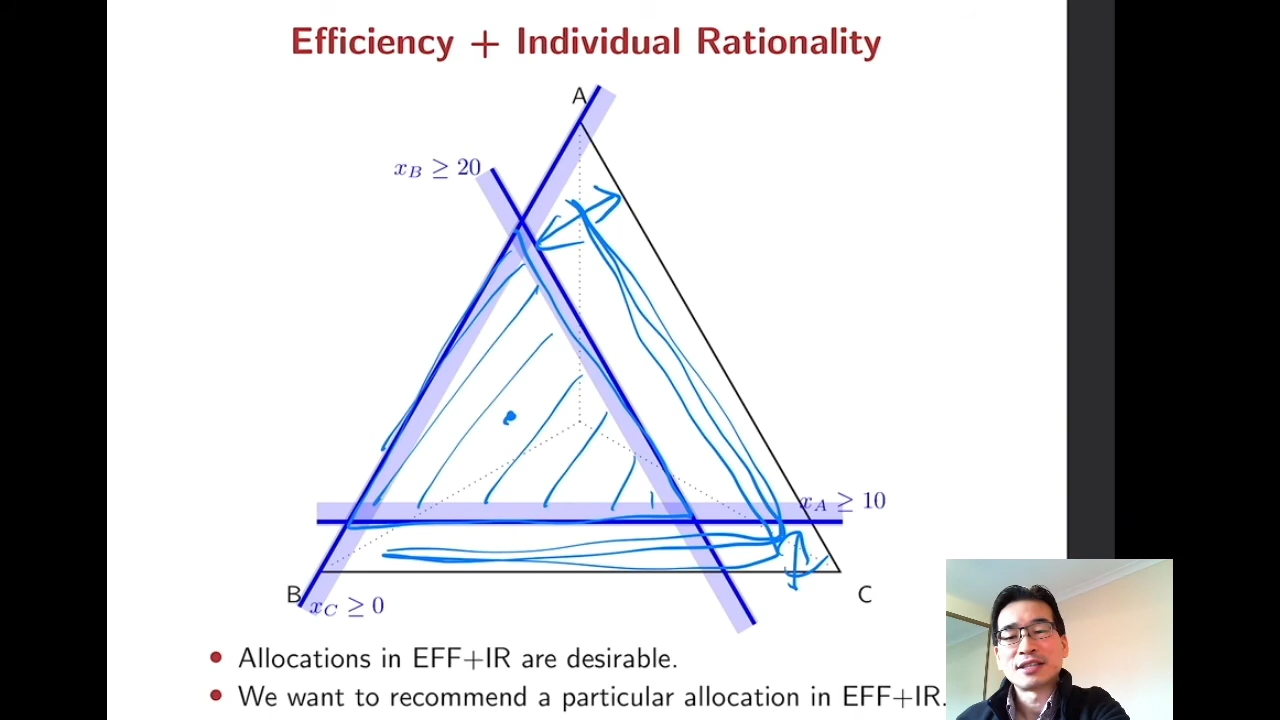 Efficiency + Individual Rationality
A
x_B ≥ 20
x_A ≥ 10
B
C
x_C ≥ 0
• Allocations in EFF+IR are desirable.
• We want to recommend a particular allocation in EFF+IR.